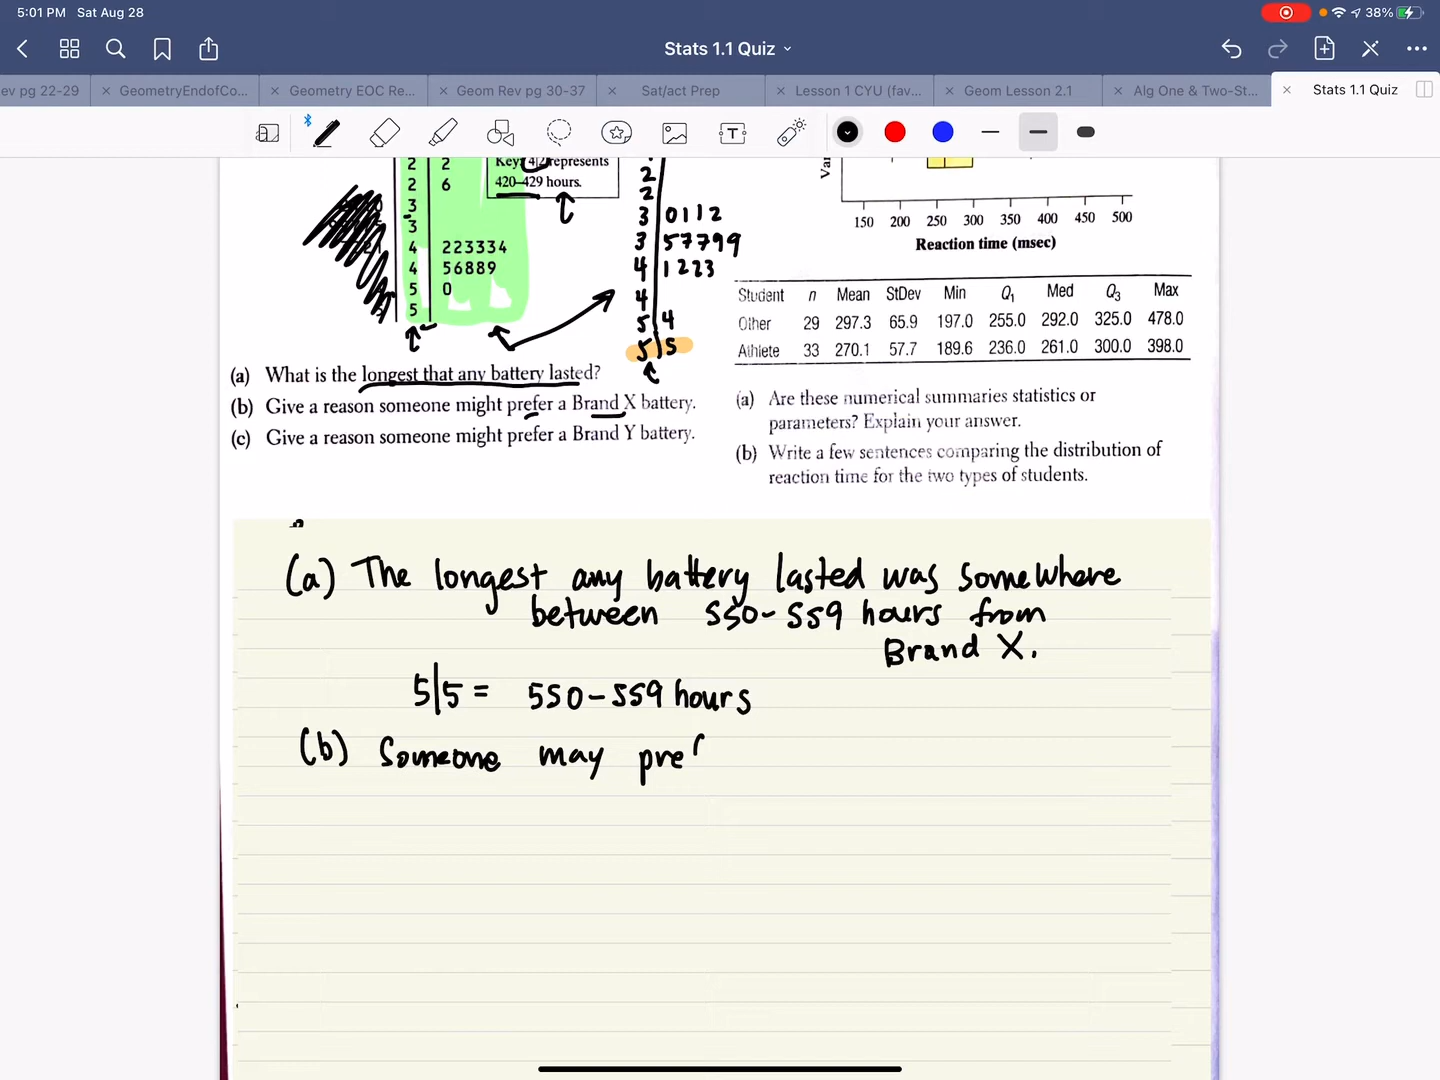 5:01 PM Sat Aug 28
38%
Stats 1.1 Quiz
ev pg 22-29
GeometryEndofCo...
Geometry EOC Re...
Geom Rev pg 30-37
Sat/act Prep
Lesson 1 CYU (fav...
Geom Lesson 2.1
Alg One & Two-St...
Stats 1.1 Quiz
2 2
2 6
3
3
4 223334
4 56889
5 0
5
Key: 4|2 represents
420–429 hours.
2
2
3 0112
3 57799
4 1223
4
5 4
5 5
150 200 250 300 350 400 450 500
Reaction time (msec)
Student n Mean StDev Min Q1 Med Q3 Max
Other 29 297.3 65.9 197.0 255.0 292.0 325.0 478.0
Athlete 33 270.1 57.7 189.6 236.0 261.0 300.0 398.0
(a) What is the longest that any battery lasted?
(b) Give a reason someone might prefer a Brand X battery.
(c) Give a reason someone might prefer a Brand Y battery.
(a) Are these numerical summaries statistics or
parameters? Explain your answer.
(b) Write a few sentences comparing the distribution of
reaction time for the two types of students.
(a) The longest any battery lasted was somewhere
between 550-559 hours from
Brand X.
5|5 = 550-559 hours
(b) Someone may pre